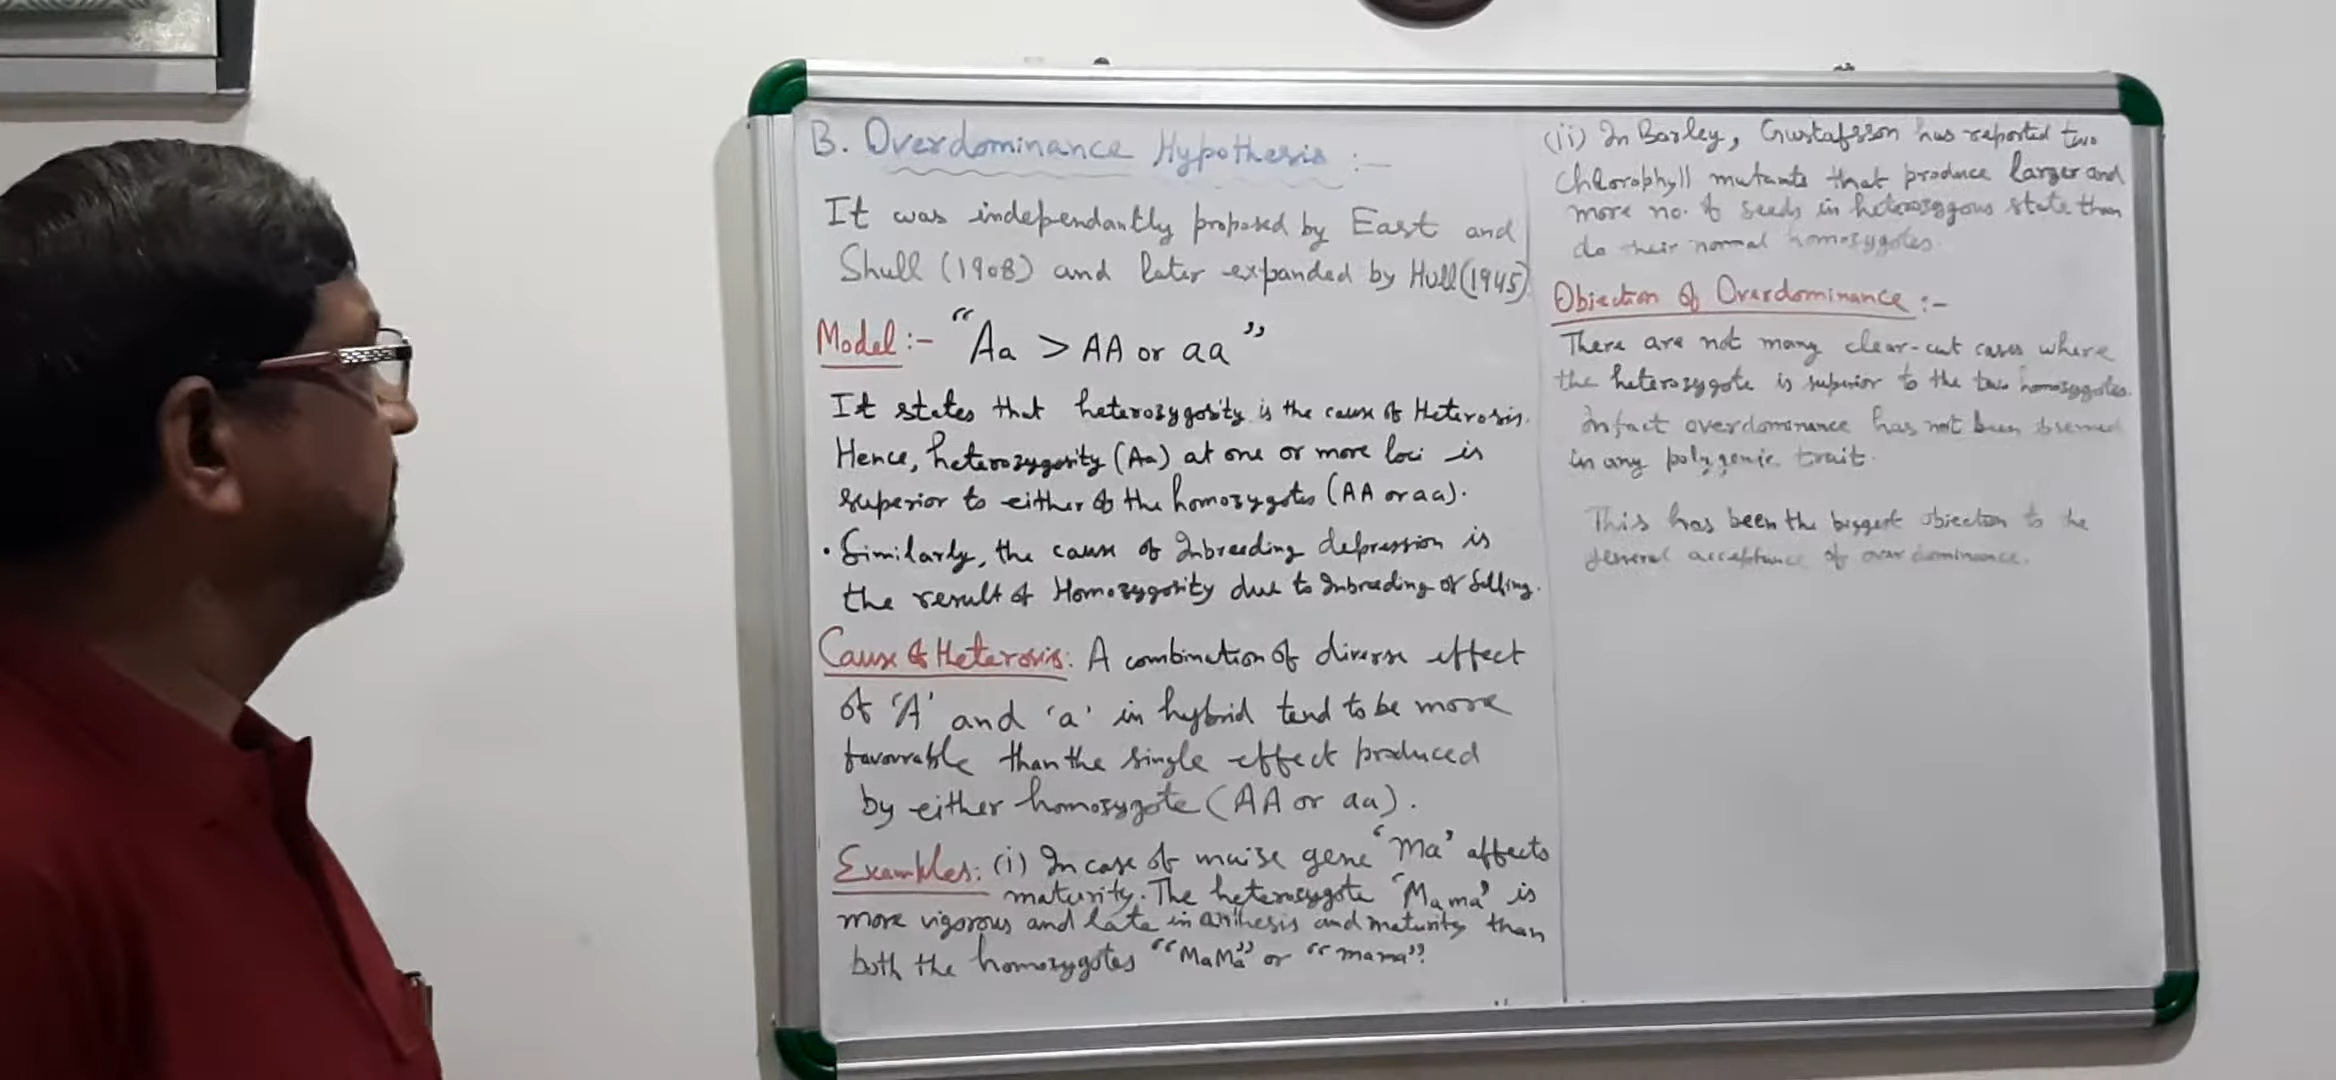 B. Overdominance Hypothesis :-
It was independantly proposed by East and
Shull (1908) and later expanded by Hull (1945)
Model :- "Aa > AA or aa"
It states that heterozygosity is the cause of Heterosis.
Hence, heterozygosity (Aa) at one or more loci is
superior to either of the homozygotes (AA or aa).
• Similarly, the cause of Inbreeding depression is
the result of Homozygosity due to Inbreeding or Selfing.
Cause of Heterosis: A combination of diverse effect
of 'A' and 'a' in hybrid tend to be more
favourable than the single effect produced
by either homozygote (AA or aa).
Examples: (i) In case of maize gene 'Ma' affects
maturity. The heterozygote 'Mama' is
more vigorous and late in anthesis and maturity than
both the homozygotes "MaMa" or "mama".
(ii) In Barley, Gustafsson has reported two
chlorophyll mutants that produce larger and
more no. of seeds in heterozygous state than
do their normal homozygotes.
Objection of Overdominance :-
There are not many clear-cut cases where
the heterozygote is superior to the two homozygotes.
Infact overdominance has not been
in any polygenic trait.
This has been the biggest objection to the
general acceptance of over dominance.